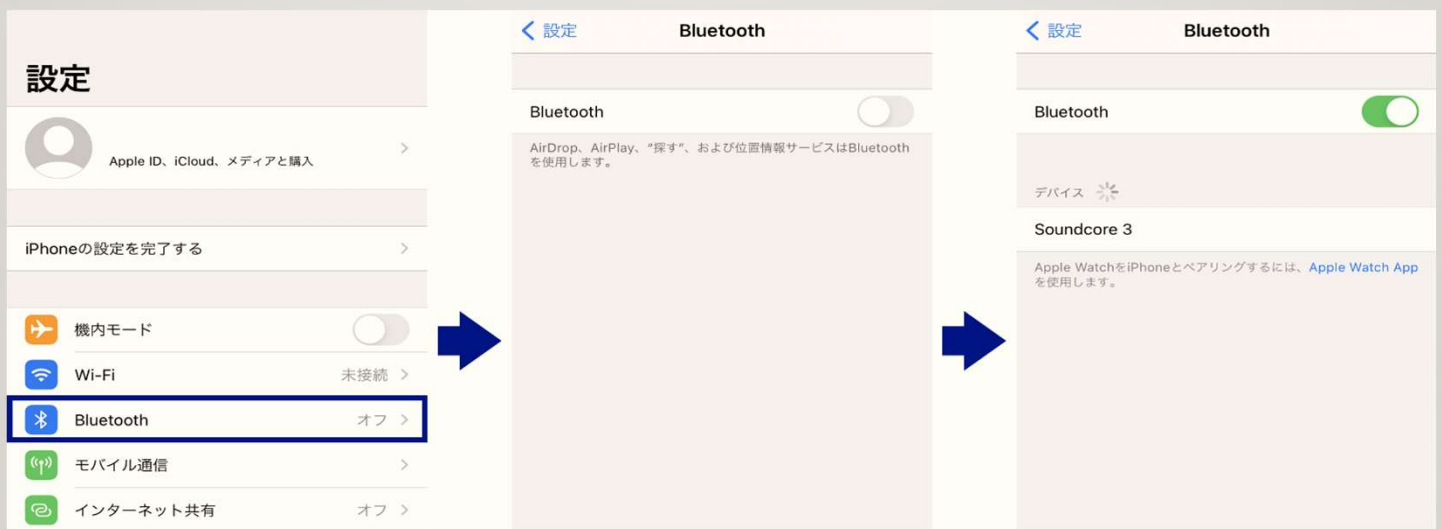 設定
Apple ID、iCloud、メディアと購入
iPhoneの設定を完了する
機内モード
Wi-Fi 未接続
Bluetooth オフ
モバイル通信
インターネット共有 オフ
設定 Bluetooth
Bluetooth
AirDrop、AirPlay、“探す”、および位置情報サービスはBluetooth
を使用します。
設定 Bluetooth
Bluetooth
デバイス
Soundcore 3
Apple WatchをiPhoneとペアリングするには、Apple Watch App
を使用します。